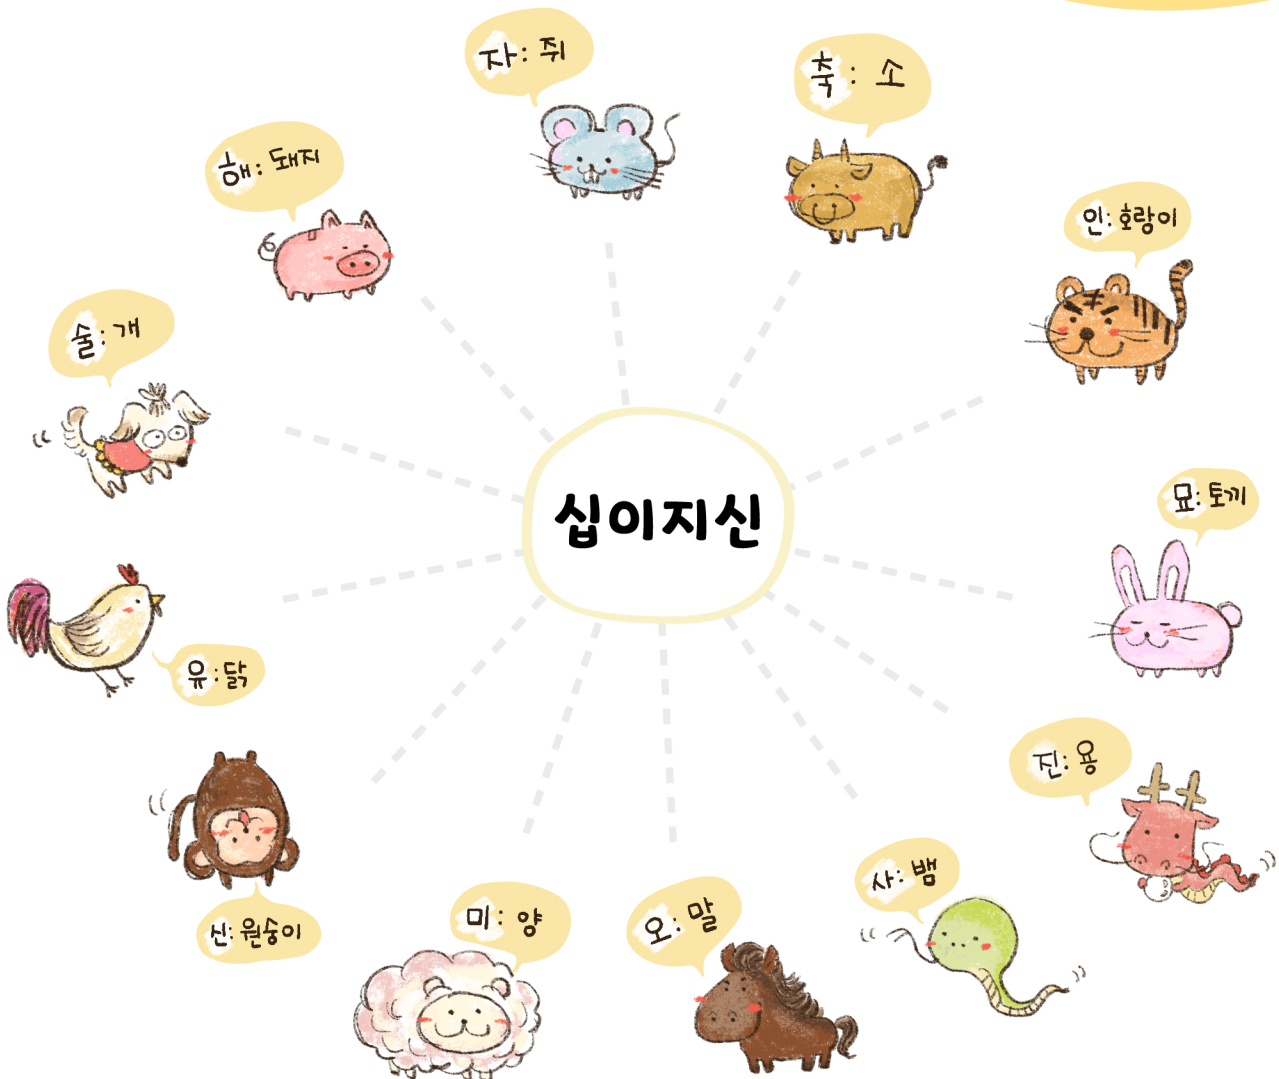 자: 쥐
축: 소
인: 호랑이
묘: 토끼
진: 용
사: 뱀
오: 말
미: 양
신: 원숭이
유: 닭
술: 개
해: 돼지
십이지신